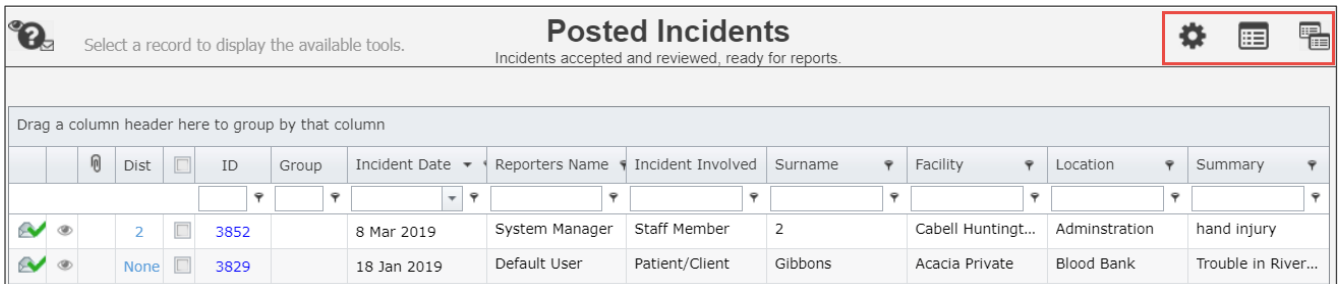 Select a record to display the available tools.
Posted Incidents
Incidents accepted and reviewed, ready for reports.
Drag a column header here to group by that column
Dist ID Group Incident Date Reporters Name Incident Involved Surname Facility Location Summary
2 3852 8 Mar 2019 System Manager Staff Member 2 Cabell Huntingt... Adminstration hand injury
None 3829 18 Jan 2019 Default User Patient/Client Gibbons Acacia Private Blood Bank Trouble in River...